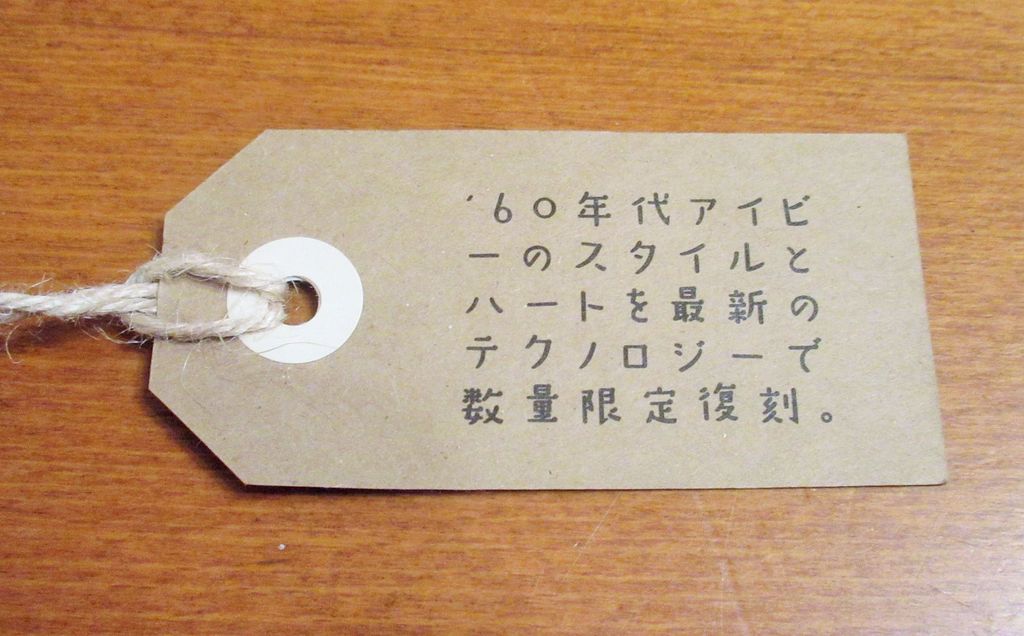 '60年代アイビ
ーのスタイルと
ハートを最新の
テクノロジーで
数量限定復刻。